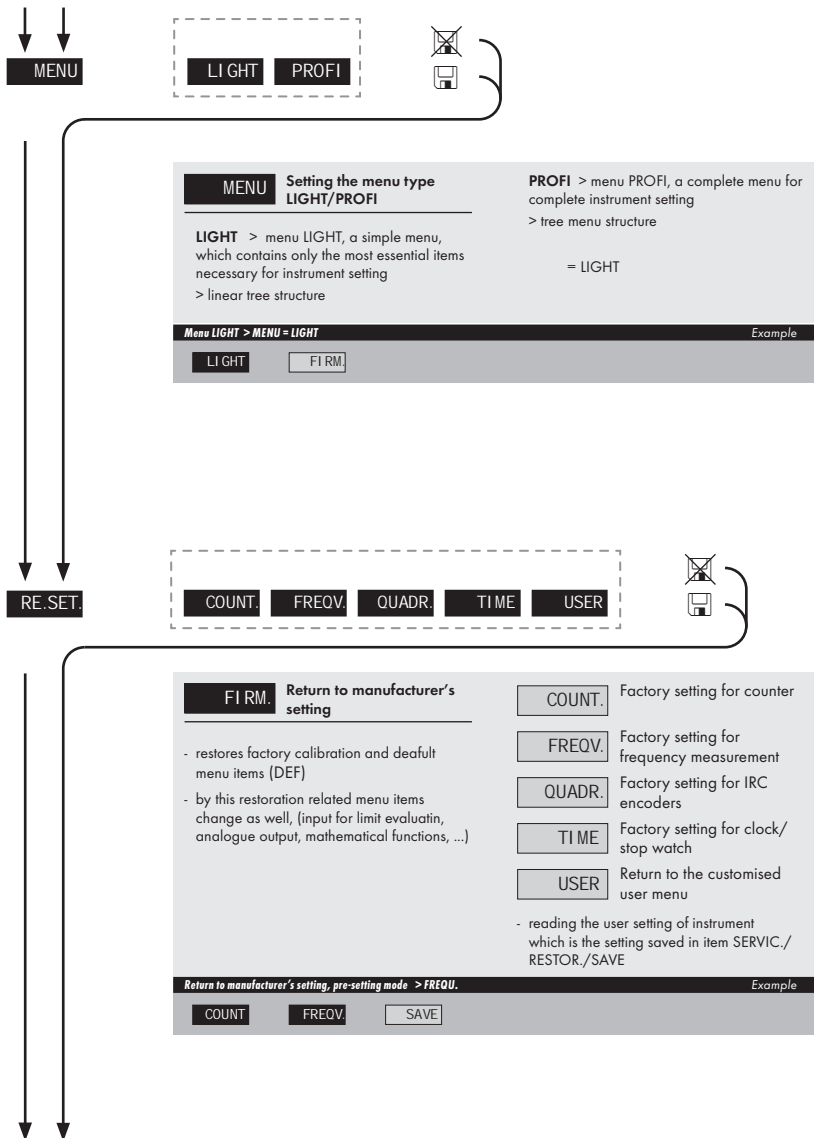 MENU
LIGHT PROFI
MENU Setting the menu type
LIGHT/PROFI
LIGHT > menu LIGHT, a simple menu,
which contains only the most essential items
necessary for instrument setting
> linear tree structure
PROFI > menu PROFI, a complete menu for
complete instrument setting
> tree menu structure
= LIGHT
Menu LIGHT > MENU = LIGHT Example
LIGHT FIRM.
RE.SET.
COUNT. FREQV. QUADR. TIME USER
FIRM. Return to manufacturer's
setting
- restores factory calibration and deafult
menu items (DEF)
- by this restoration related menu items
change as well, (input for limit evaluatin,
analogue output, mathematical functions, ...)
COUNT. Factory setting for counter
FREQV. Factory setting for
frequency measurement
QUADR. Factory setting for IRC
encoders
TIME Factory setting for clock/
stop watch
USER Return to the customised
user menu
- reading the user setting of instrument
which is the setting saved in item SERVIC./
RESTOR./SAVE
Return to manufacturer's setting, pre-setting mode > FREQU. Example
COUNT FREQV. SAVE